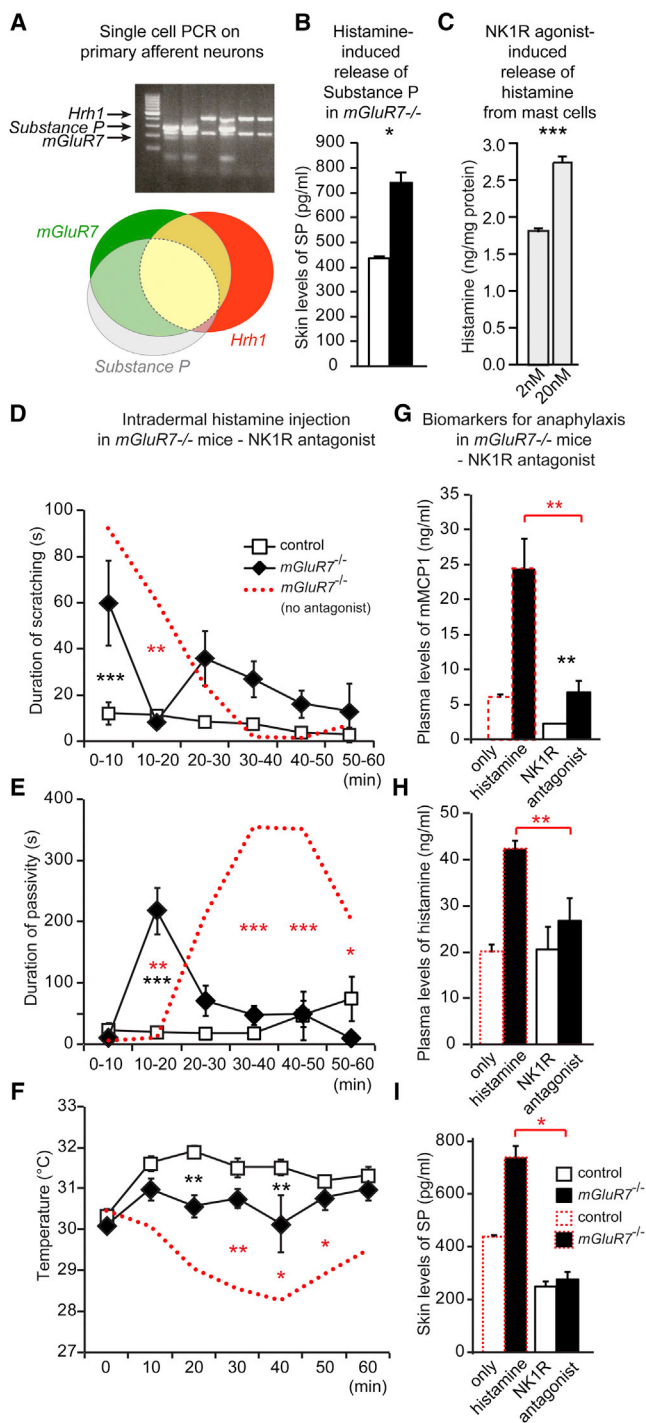 A
Single cell PCR on
primary afferent neurons
Hrh1
Substance P
mGluR7
mGluR7
Hrh1
Substance P
B
Histamine-
induced
release of
Substance P
in mGluR7-/-
*
Skin levels of SP (pg/ml)
900
800
700
600
500
400
300
200
100
0
C
NK1R agonist-
induced
release of
histamine
from mast cells
***
Histamine (ng/mg protein)
3.0
2.5
2.0
1.5
1.0
0.0
2nM
20nM
D
Intradermal histamine injection
in mGluR7-/- mice - NK1R antagonist
Duration of scratching (s)
100
80
60
40
20
0
control
mGluR7-/-
mGluR7-/-
(no antagonist)
***
**
0-10 10-20 20-30 30-40 40-50 50-60
(min)
E
Duration of passivity (s)
400
300
200
100
0
**
***
***
***
*
0-10 10-20 20-30 30-40 40-50 50-60
(min)
F
Temperature (°C)
33
32
31
30
29
28
27
**
**
**
*
*
0 10 20 30 40 50 60
(min)
G
Biomarkers for anaphylaxis
in mGluR7-/- mice
- NK1R antagonist
Plasma levels of mMCP1 (ng/ml)
35
30
25
20
15
10
5
0
**
**
only
histamine
NK1R
antagonist
H
Plasma levels of histamine (ng/ml)
50
40
30
20
10
0
**
only
histamine
NK1R
antagonist
I
Skin levels of SP (pg/ml)
800
600
400
200
0
*
control
mGluR7-/-
control
mGluR7-/-
only
histamine
NK1R
antagonist